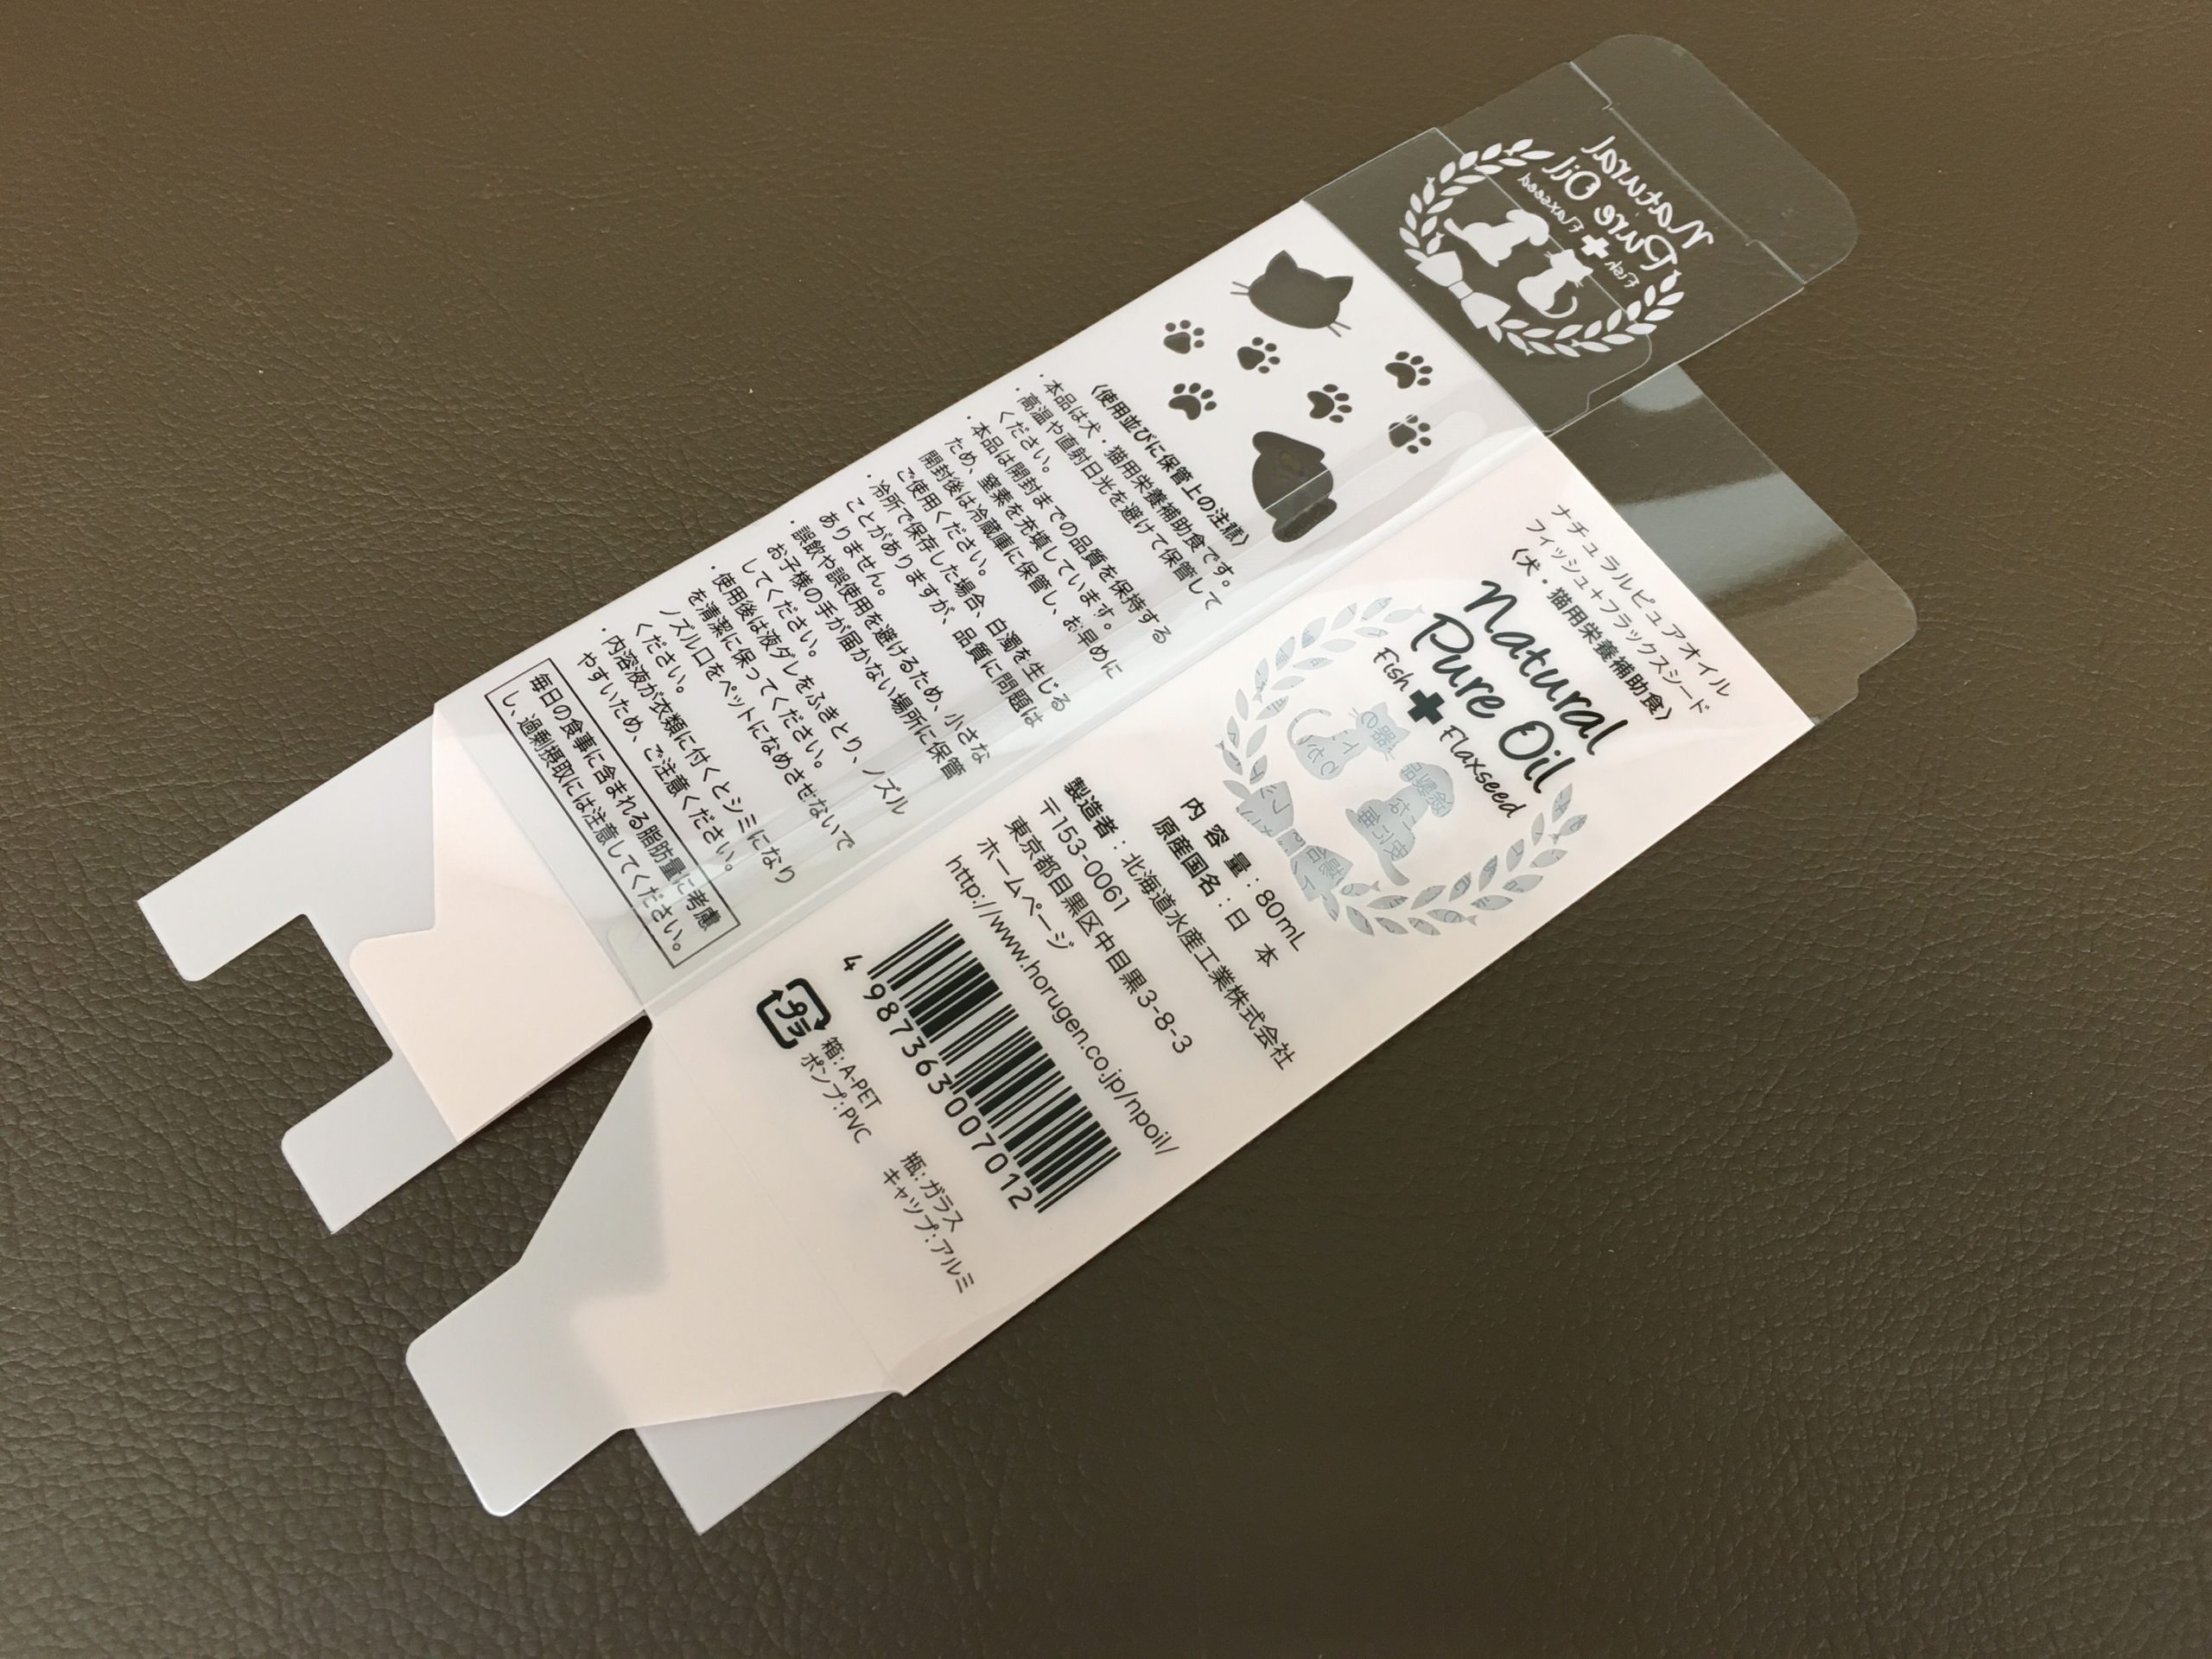 Natural
Pure Oil
Fish + Flaxseed
〈使用並びに保管上の注意〉
・本品は犬・猫用栄養補助食です。
・高温や直射日光を避けて保管して
ください。
・本品は開封までの品質を保持する
ため、窒素を充填しています。
開封後は冷蔵庫に保管し、お早めに
ご使用ください。
・冷所で保存した場合、白濁を生じる
ことがありますが、品質に問題は
ありません。
・誤飲や誤使用を避けるため、小さな
お子様の手が届かない場所に保管
してください。
・使用後は液ダレをふきとり、ノズル
を清潔に保ってください。
ノズル口をペットになめさせないで
ください。
・内溶液が衣類に付くとシミになり
やすいため、ご注意ください。
毎日の食事に含まれる脂肪量に考慮
し、過剰摂取には注意してください。
ナチュラルピュアオイル
フィッシュ+フラックスシード
〈犬・猫用栄養補助食〉
Natural
Pure Oil
Fish + Flaxseed
内 容 量：80mL
原産国名：日 本
製造者：北海道水産工業株式会社
〒153-0061
東京都目黒区中目黒3-8-3
ホームページ
http://www.horugen.co.jp/npoil/
4 987363 007012
プラ
箱：A-PET 瓶：ガラス
ポンプ：PVC キャップ：アルミ